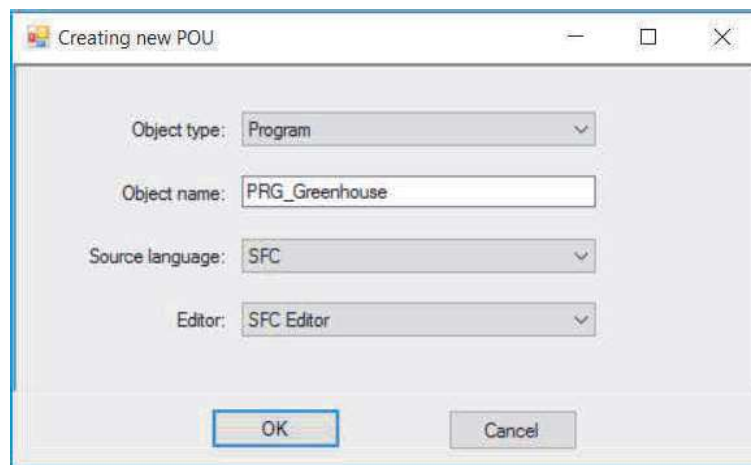 Creating new POU
Object type: Program
Object name: PRG_Greenhouse
Source language: SFC
Editor: SFC Editor
OK Cancel